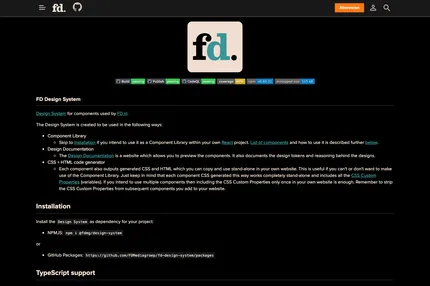 fd.
Abonneren
fd.
Build passing Publish passing CodeQL passing coverage npm
FD Design System
Design System for components used by FD.nl.
The Design System is created to be used in the following ways:
Component Library
Skip to installation if you intend to use it as a Component Library within your own React project. List of components and how to use it is described further below.
Design Documentation
The Design Documentation is a website which allows you to preview the components. It also documents the design tokens and reasoning behind the designs.
CSS + HTML code generator
Each component also outputs generated CSS and HTML which you can copy and use stand-alone in your own website. This is useful if you can't or don't want to make
use of the Component Library. Just keep in mind that each component CSS generated this way works completely stand-alone and includes all the CSS Custom
Properties (variables). If you intend to use multiple components then including the CSS Custom Properties only once in your own website is enough. Remember to strip
the CSS Custom Properties from subsequent components you add to your website.
Installation
Install the Design System as dependency for your project:
NPMJS: npm i @fdmg/design-system
or
GitHub Packages: https://github.com/FDMediagroep/fd-design-system/packages
TypeScript support